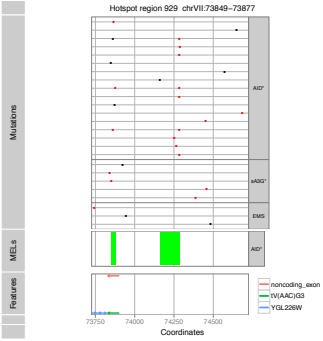 Hotspot region 929 chrVII:73849−73877
Mutations
AID*
aA3G*
EMS
MELs
AID*
Features
noncoding_exon
tV(AAC)G3
YGL226W
73750 74000 74250 74500
Coordinates